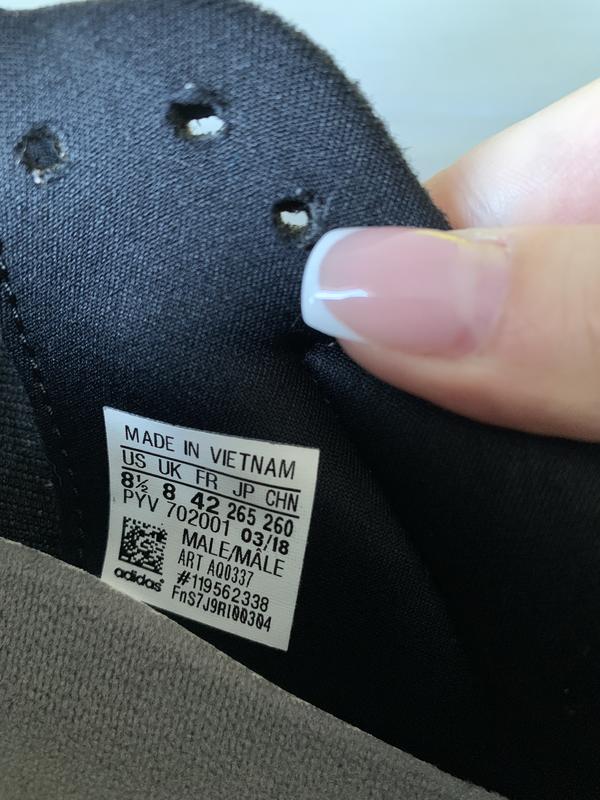 MADE IN VIETNAM
US UK FR JP CHN
8½ 8 42 265 260
PYV 702001 03/18
MALE/MÂLE
ART AQ0337
#119562338
FnS7J9RI00304
adidas